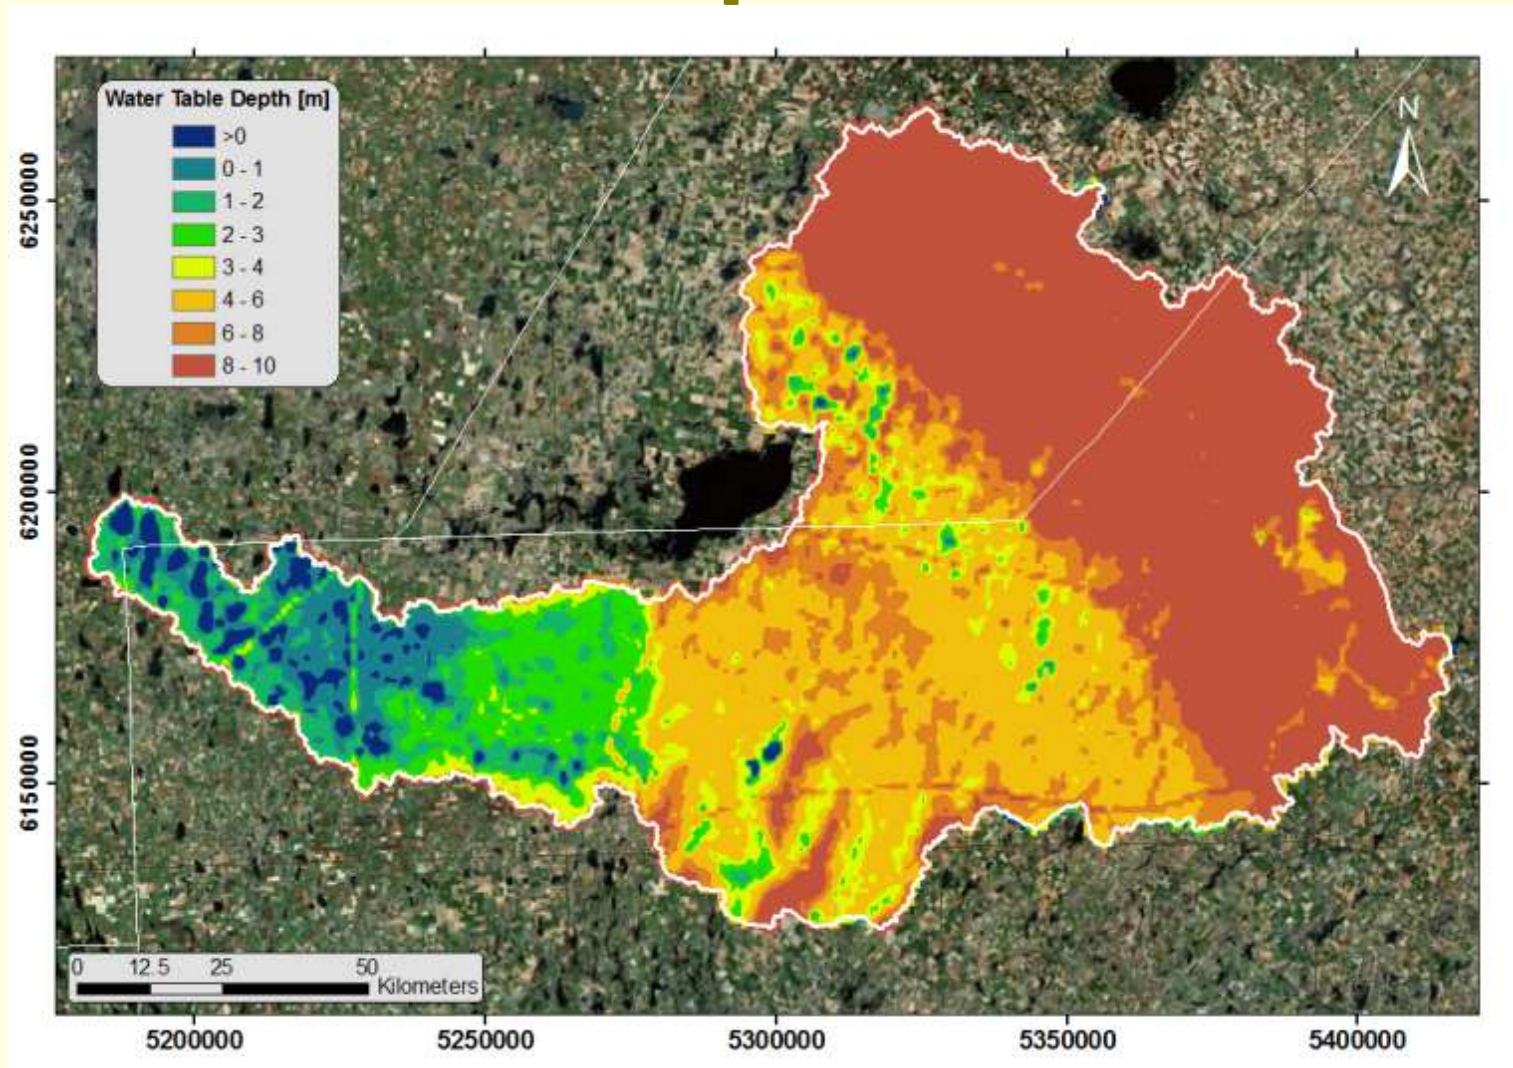 Water Table Depth [m]
>0
0 - 1
1 - 2
2 - 3
3 - 4
4 - 6
6 - 8
8 - 10
N
6250000
6200000
6150000
0 12.5 25 50
Kilometers
5200000 5250000 5300000 5350000 5400000